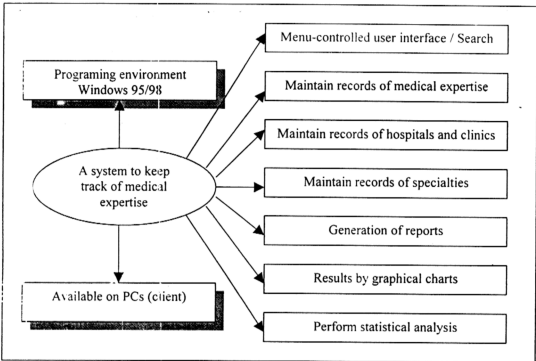 Menu-controlled user interface / Search
Programing environment
Windows 95/98
Maintain records of medical expertise
Maintain records of hospitals and clinics
A system to keep
track of medical
expertise
Maintain records of specialties
Generation of reports
Results by graphical charts
Available on PCs (client)
Perform statistical analysis